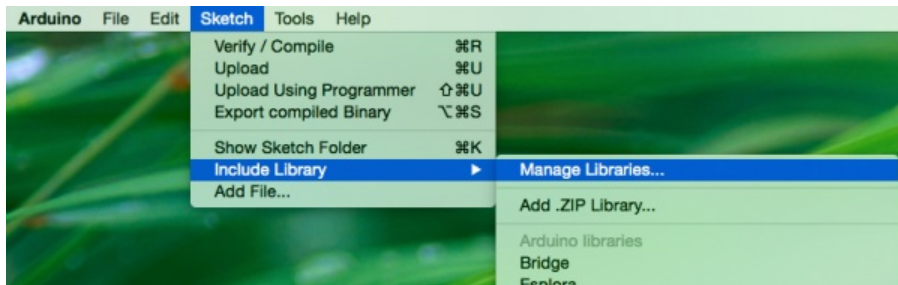 Arduino File Edit Sketch Tools Help
Verify / Compile ⌘R
Upload ⌘U
Upload Using Programmer ⇧⌘U
Export compiled Binary ⌥⌘S
Show Sketch Folder ⌘K
Include Library ▶
Add File...
Manage Libraries...
Add .ZIP Library...
Arduino libraries
Bridge
Esplora